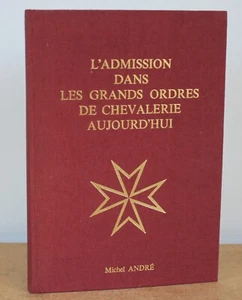 L'ADMISSION
DANS
LES GRANDS ORDRES
DE CHEVALERIE
AUJOURD'HUI
Michel ANDRÉ